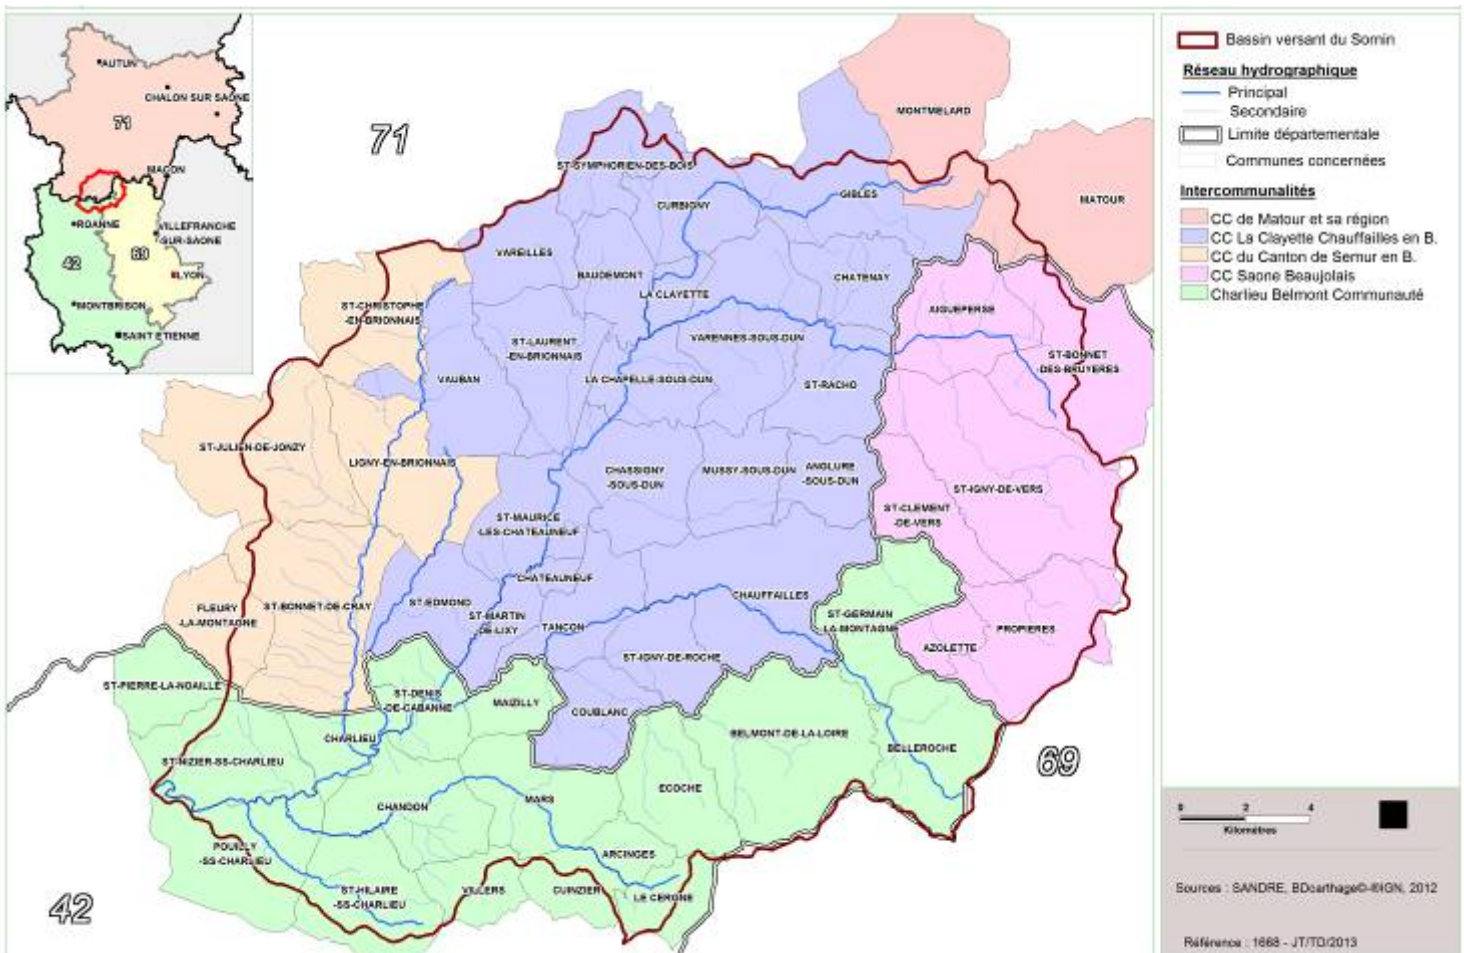 AUTUN
CHALON SUR SAONE
71
MACON
ROANNE
VILLEFRANCHE
-SUR-SAONE
42
69
LYON
MONTBRISON
SAINT ETIENNE
71
MONTMELARD
MATOUR
ST-SYMPHORIEN-DES-BOIS
GIBLES
CURBIGNY
VAREILLES
BAUDEMONT
CHATENAY
LA CLAYETTE
ST-CHRISTOPHE
-EN-BRIONNAIS
AIGUEPERSE
ST-LAURENT
-EN-BRIONNAIS
VARENNES-SOUS-DUN
ST-BONNET
-DES-BRUYERES
VAUBAN
LA CHAPELLE-SOUS-DUN
ST-RACHO
ST-JULIEN-DE-JONZY
LIGNY-EN-BRIONNAIS
CHASSIGNY
-SOUS-DUN
MUSSY-SOUS-DUN
ANGLURE
-SOUS-DUN
ST-IGNY-DE-VERS
ST-MAURICE
-LES-CHATEAUNEUF
ST-CLEMENT
-DE-VERS
CHATEAUNEUF
CHAUFFAILLES
FLEURY
-LA-MONTAGNE
ST-BONNET-DE-CRAY
ST-EDMOND
ST-MARTIN
-DE-LIXY
TANCON
ST-GERMAIN
-LA-MONTAGNE
PROPIERES
AZOLETTE
ST-IGNY-DE-ROCHE
ST-PIERRE-LA-NOAILLE
ST-DENIS
-DE-CABANNE
MAIZILLY
COUBLANC
CHARLIEU
BELMONT-DE-LA-LOIRE
BELLEROCHE
ST-NIZIER-SS-CHARLIEU
69
ECOCHE
CHANDON
MARS
POUILLY
-SS-CHARLIEU
ARCINGES
ST-HILAIRE
-SS-CHARLIEU
VILLERS
CUINZIER
LE CERGNE
42
Bassin versant du Sornin
Réseau hydrographique
Principal
Secondaire
Limite départementale
Communes concernées
Intercommunalités
CC de Matour et sa région
CC La Clayette Chauffailles en B.
CC du Canton de Semur en B.
CC Saone Beaujolais
Charlieu Belmont Communauté
0 2 4
Kilomètres
Sources : SANDRE, BDcarthage©-®IGN, 2012
Référence : 1668 - JT/TD/2013